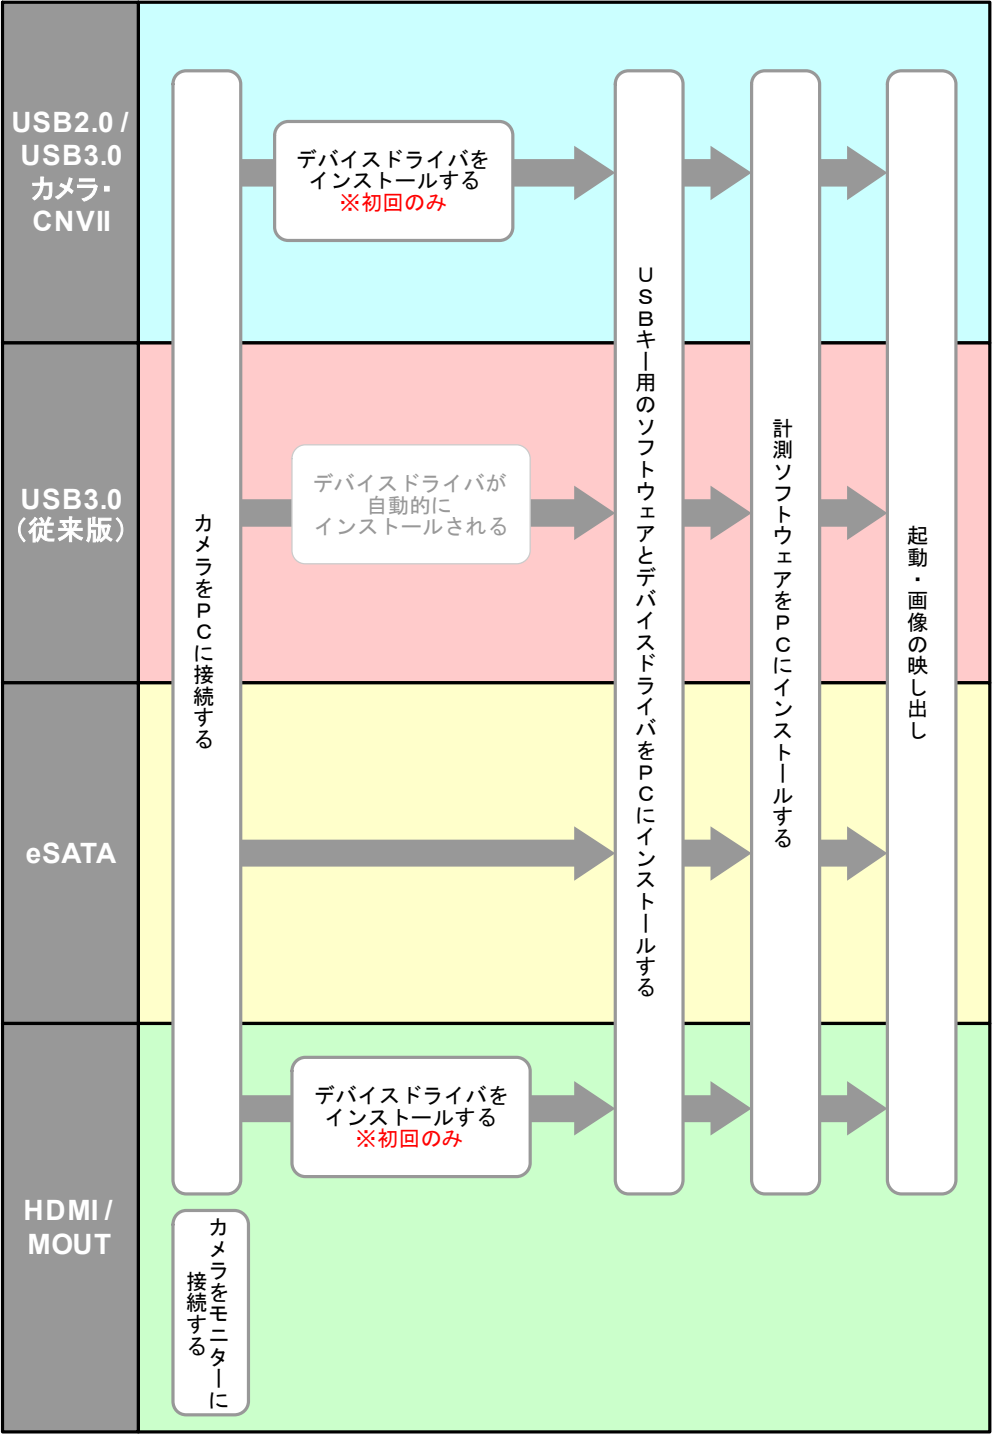 USB2.0 /
USB3.0
カメラ・
CNVII
デバイスドライバを
インストールする
※初回のみ
USB3.0
（従来版）
デバイスドライバが
自動的に
インストールされる
eSATA
HDMI /
MOUT
デバイスドライバを
インストールする
※初回のみ
カメラをPCに接続する
カメラをモニターに
接続する
USBキー用のソフトウェアとデバイスドライバをPCにインストールする
計測ソフトウェアをPCにインストールする
起動・画像の映し出し